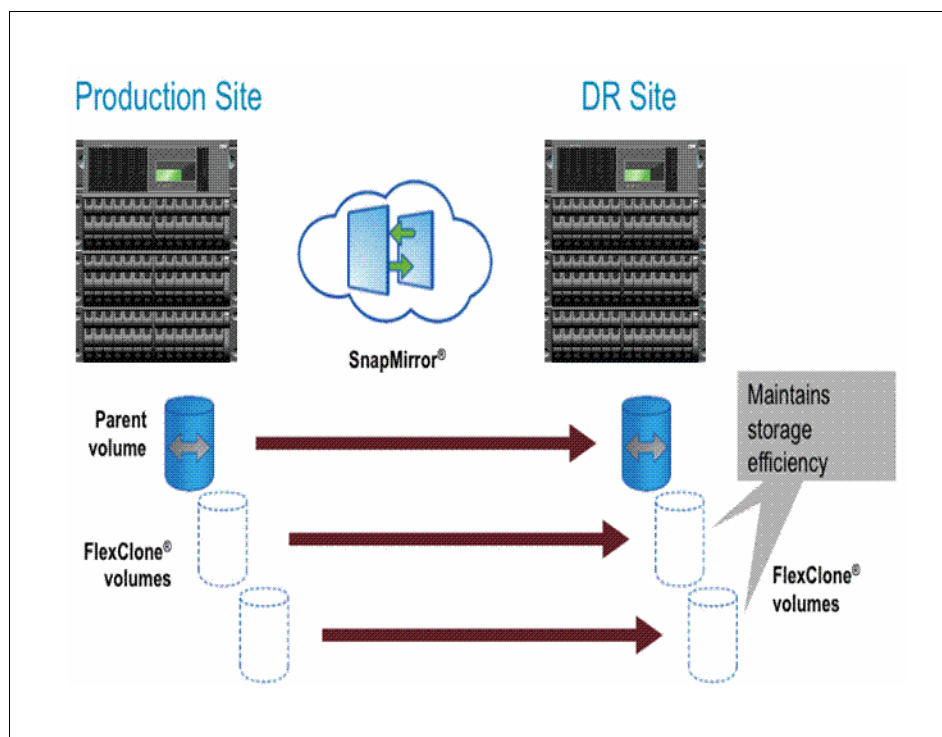 Production Site
DR Site
SnapMirror®
Maintains
storage
efficiency
Parent
volume
FlexClone®
volumes
FlexClone®
volumes